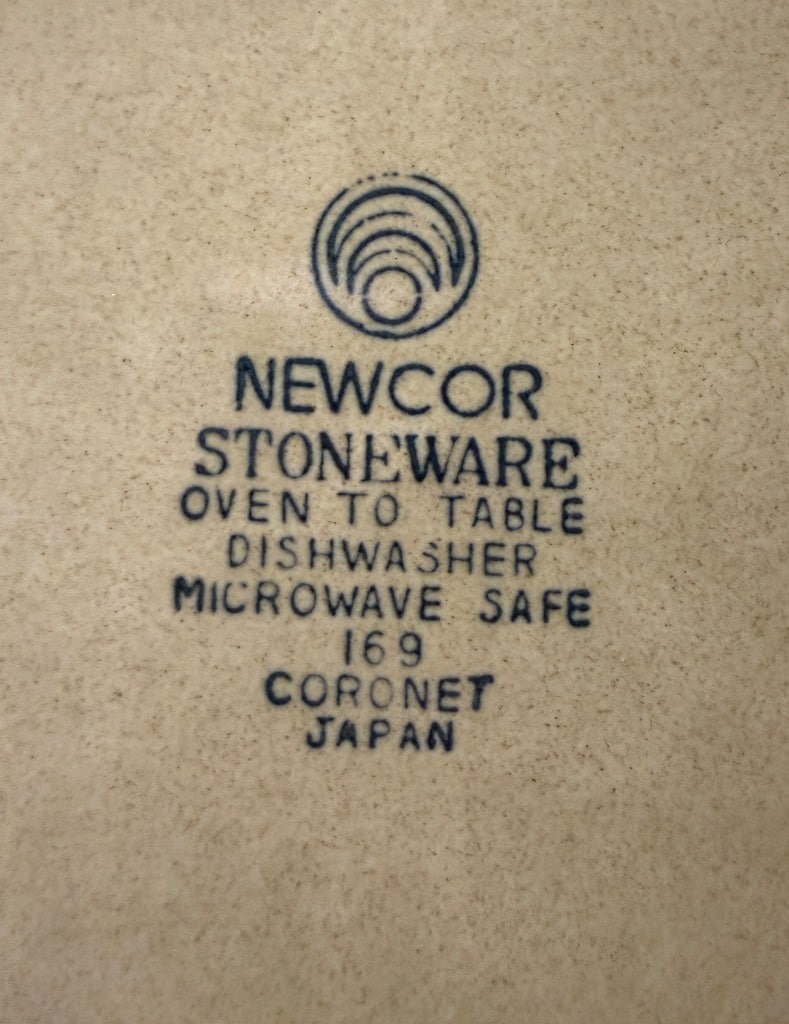 NEWCOR
STONEWARE
OVEN TO TABLE
DISHWASHER
MICROWAVE SAFE
169
CORONET
JAPAN